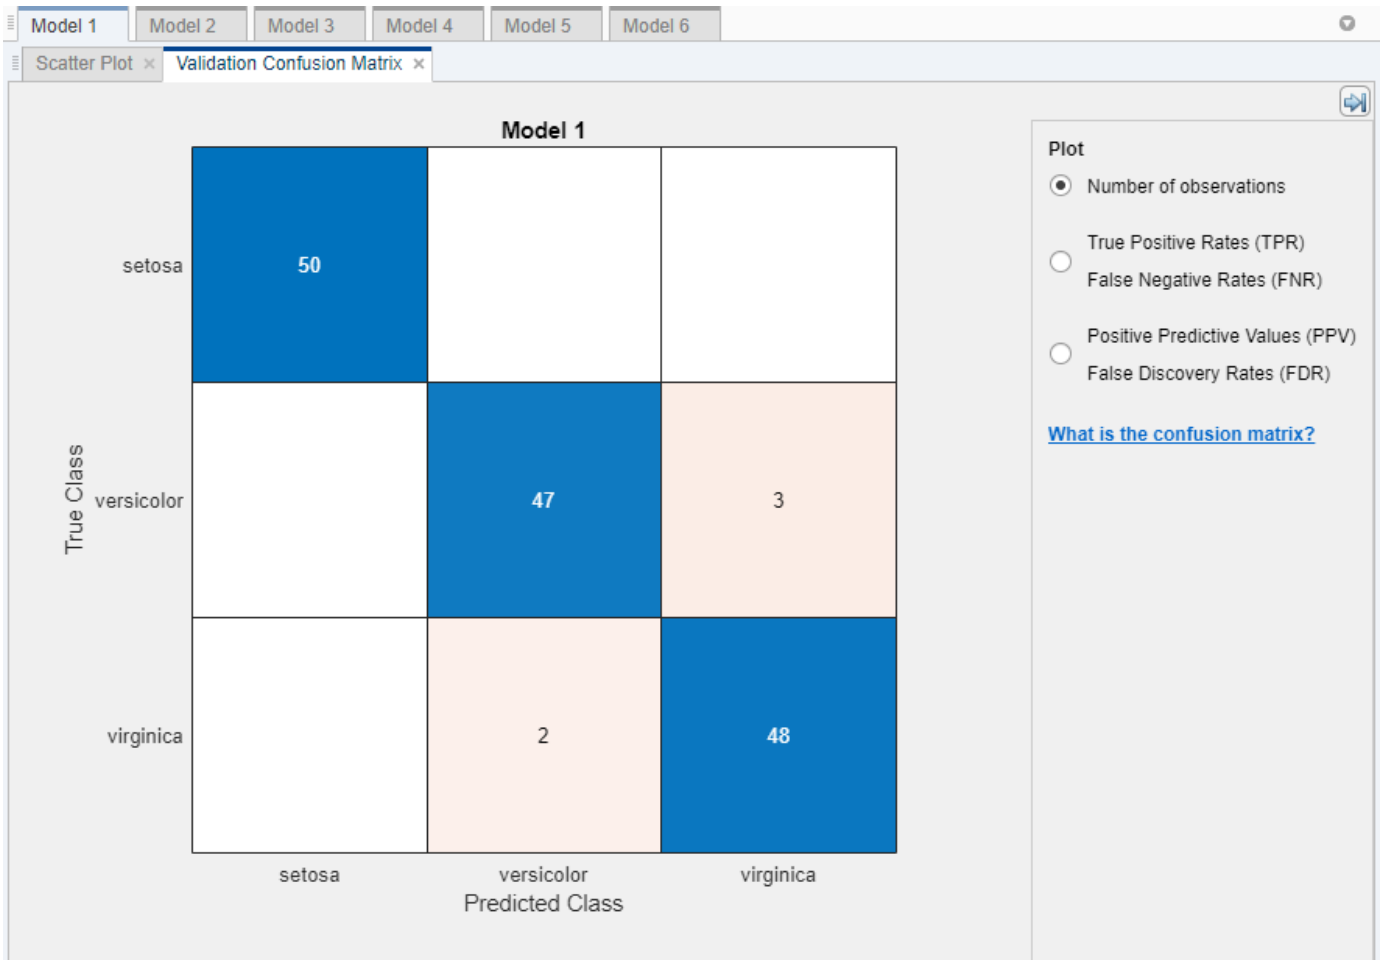 Model 1 Model 2 Model 3 Model 4 Model 5 Model 6
Scatter Plot × Validation Confusion Matrix ×
Model 1
Plot
Number of observations
True Positive Rates (TPR)
False Negative Rates (FNR)
Positive Predictive Values (PPV)
False Discovery Rates (FDR)
What is the confusion matrix?
True Class
setosa 50
versicolor 47 3
virginica 2 48
setosa versicolor virginica
Predicted Class